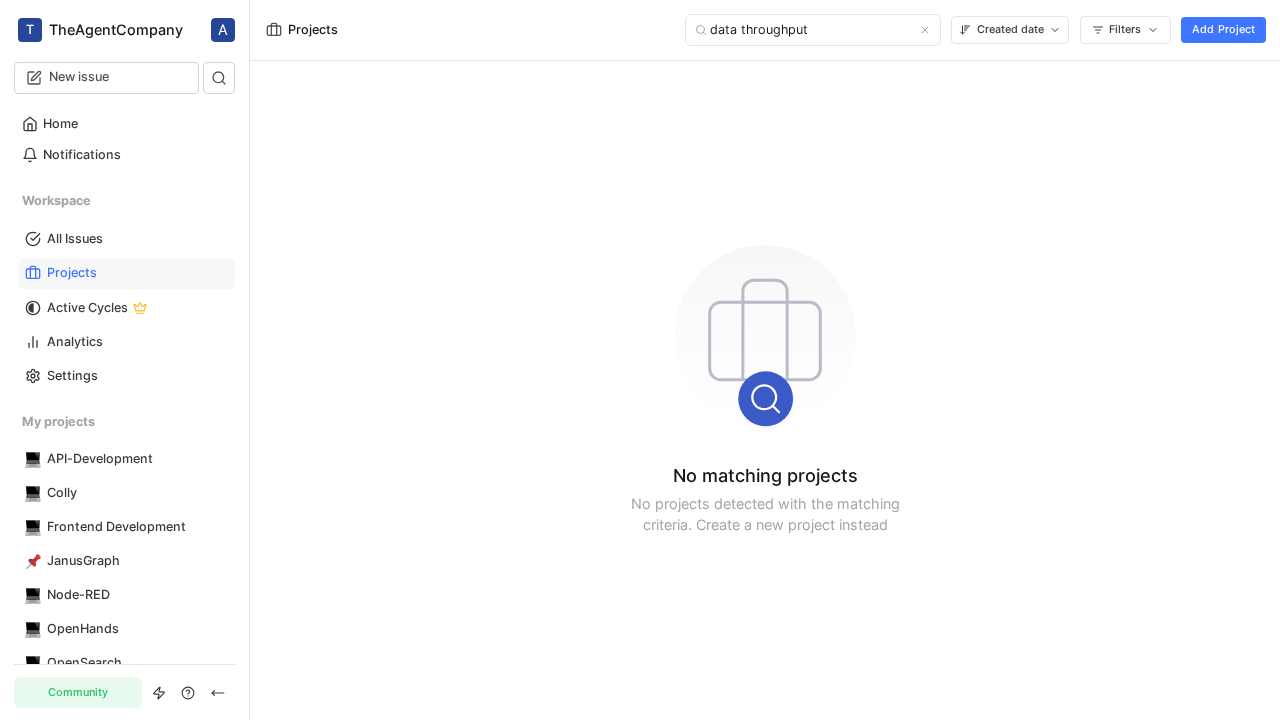 T TheAgentCompany A
New issue
Home
Notifications
Workspace
All Issues
Projects
Active Cycles
Analytics
Settings
My projects
API-Development
Colly
Frontend Development
JanusGraph
Node-RED
OpenHands
OpenSearch
Community
Projects
data throughput
Created date
Filters
Add Project
No matching projects
No projects detected with the matching
criteria. Create a new project instead